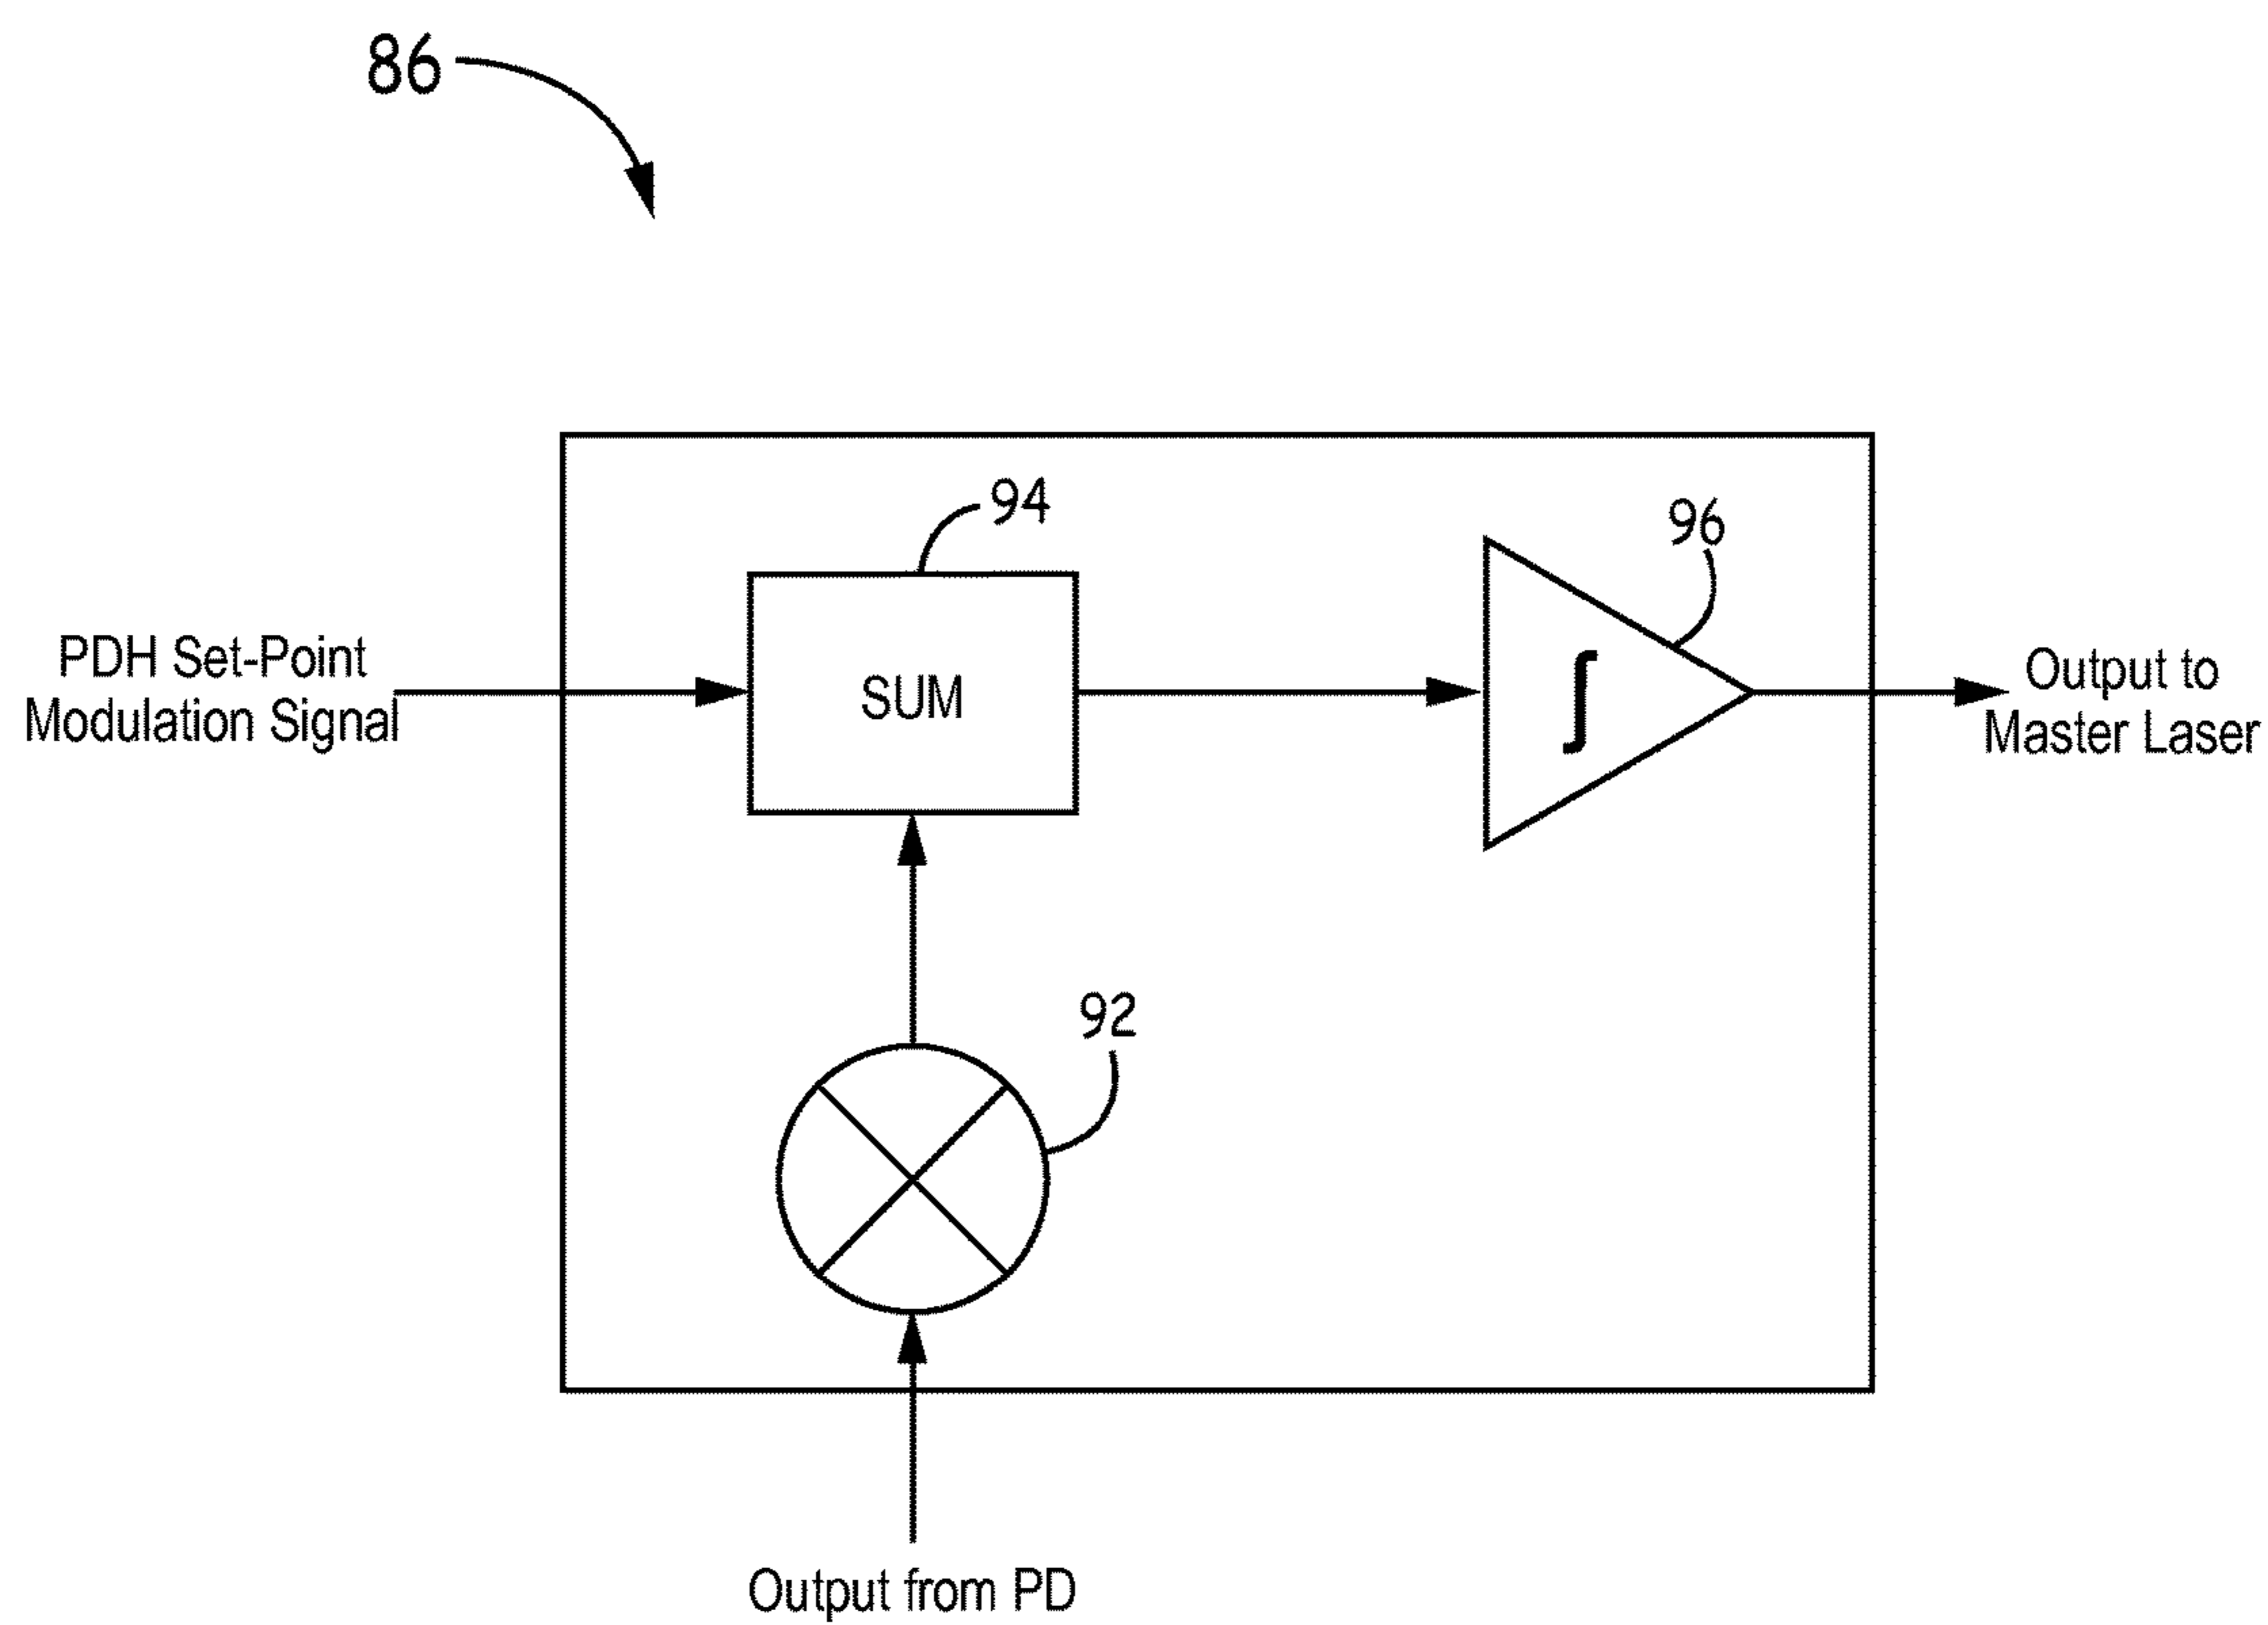 86
94
96
PDH Set-Point
Modulation Signal
SUM
∫
Output to
Master Laser
92
Output from PD